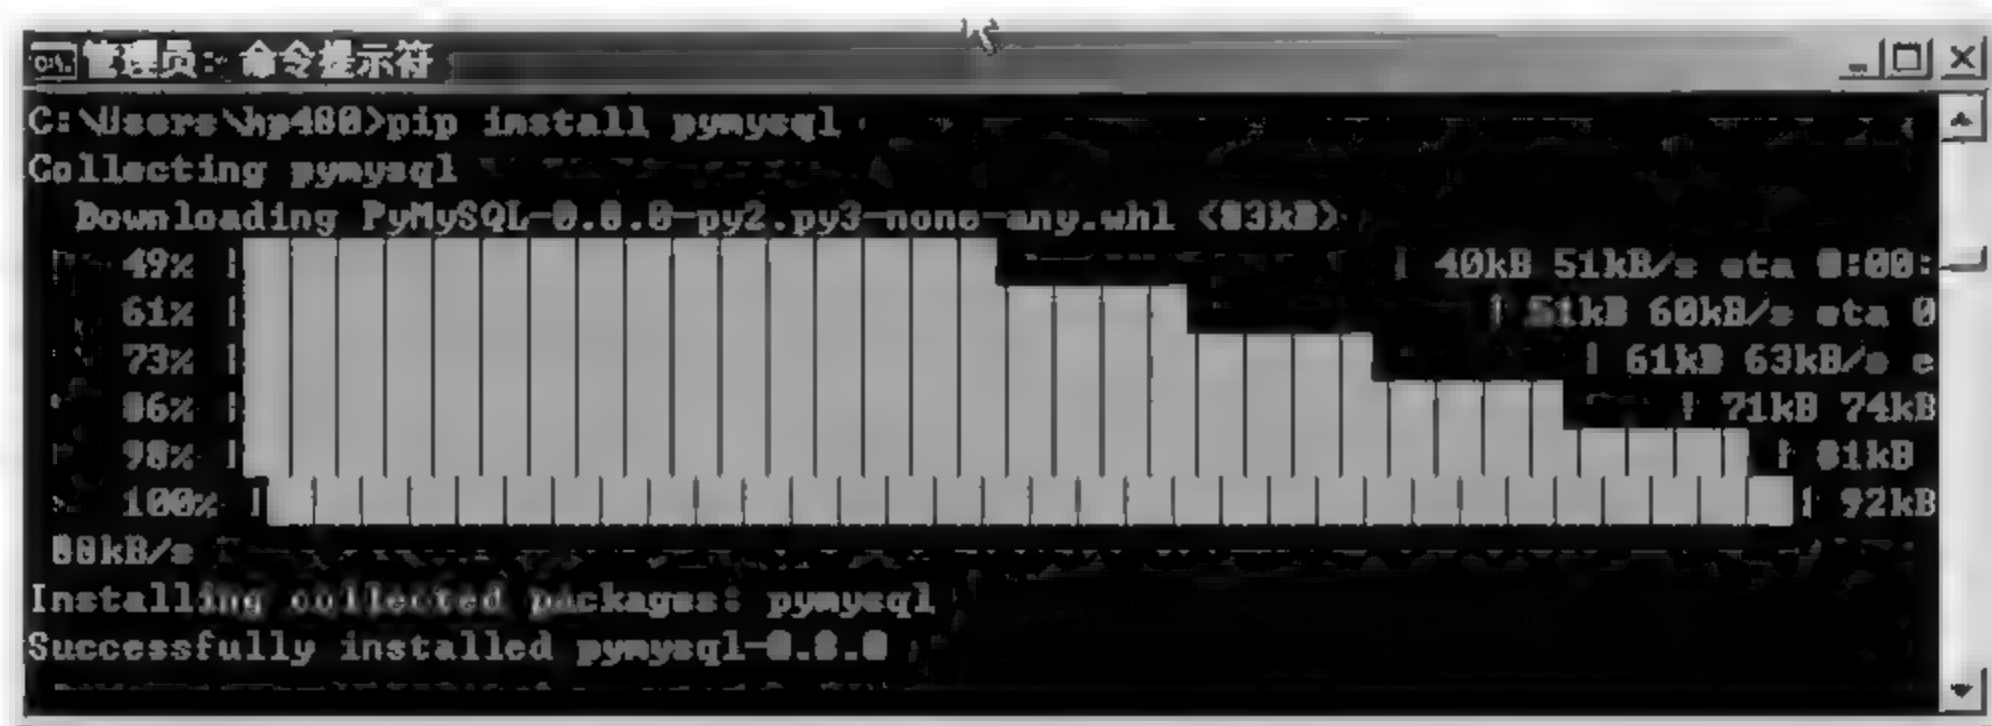 管理员: 命令提示符
C:\Users\hp480>pip install pymysql
Collecting pymysql
Downloading PyMySQL-0.8.0-py2.py3-none-any.whl (83kB)
49% | | 40kB 51kB/s eta 0:00:
61% | | 51kB 60kB/s eta 0
73% | | 61kB 63kB/s e
86% | | 71kB 74kB
98% | | 81kB
100% | | 92kB
88kB/s
Installing collected packages: pymysql
Successfully installed pymysql-0.8.0